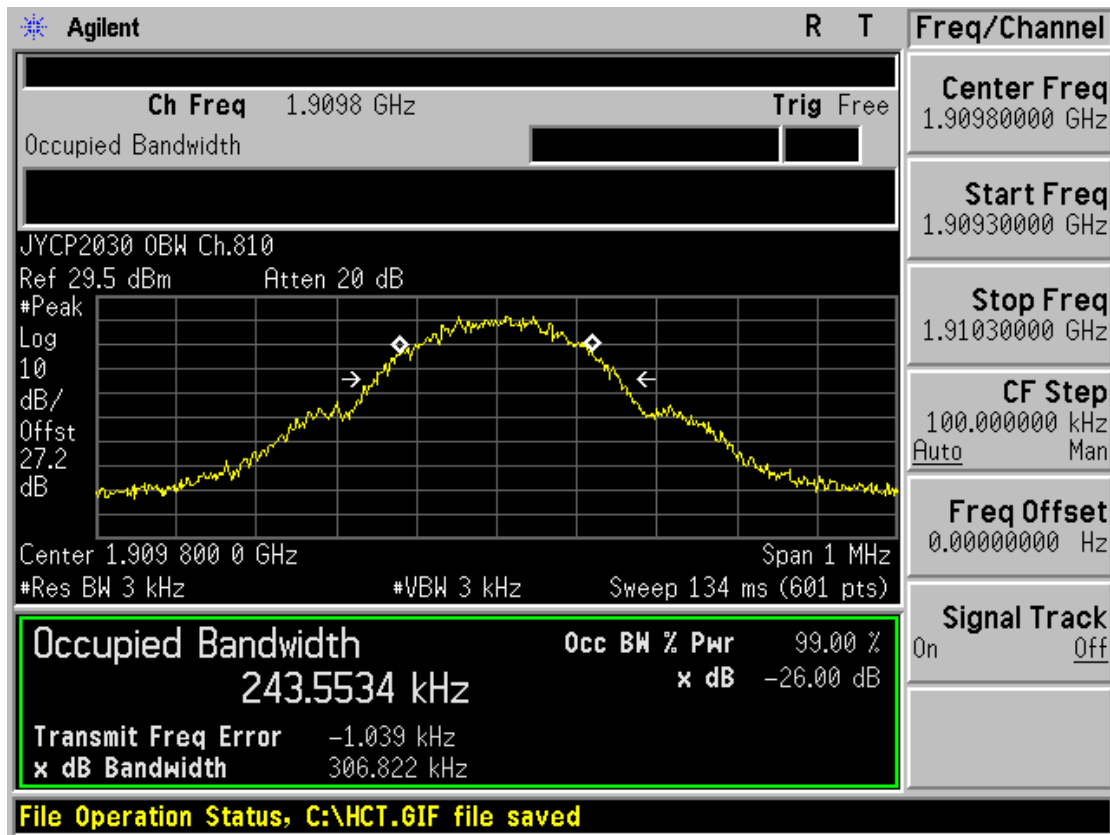 Agilent R T
Ch Freq 1.9098 GHz Trig Free
Occupied Bandwidth
JYCP2030 OBW Ch.810
Ref 29.5 dBm Atten 20 dB
#Peak
Log
10
dB/
Offst
27.2
dB
Center 1.909 800 0 GHz Span 1 MHz
#Res BW 3 kHz #VBW 3 kHz Sweep 134 ms (601 pts)
Occupied Bandwidth Occ BW % Pwr 99.00 %
243.5534 kHz x dB -26.00 dB
Transmit Freq Error -1.039 kHz
x dB Bandwidth 306.822 kHz
File Operation Status, C:\HCT.GIF file saved
Freq/Channel
Center Freq
1.90980000 GHz
Start Freq
1.90930000 GHz
Stop Freq
1.91030000 GHz
CF Step
100.000000 kHz
Auto Man
Freq Offset
0.00000000 Hz
Signal Track
On Off